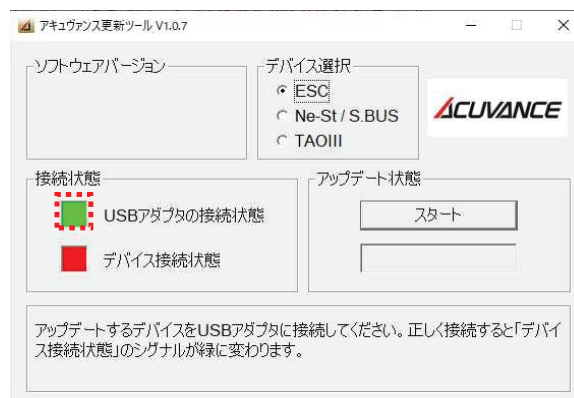 アキュヴァンス更新ツール V1.0.7
ソフトウェアバージョン
デバイス選択
ESC
Ne-St / S.BUS
TAOIII
ACUVANCE
接続状態
USBアダプタの接続状態
デバイス接続状態
アップデート状態
スタート
アップデートするデバイスをUSBアダプタに接続してください。正しく接続すると「デバイ
ス接続状態」のシグナルが緑に変わります。